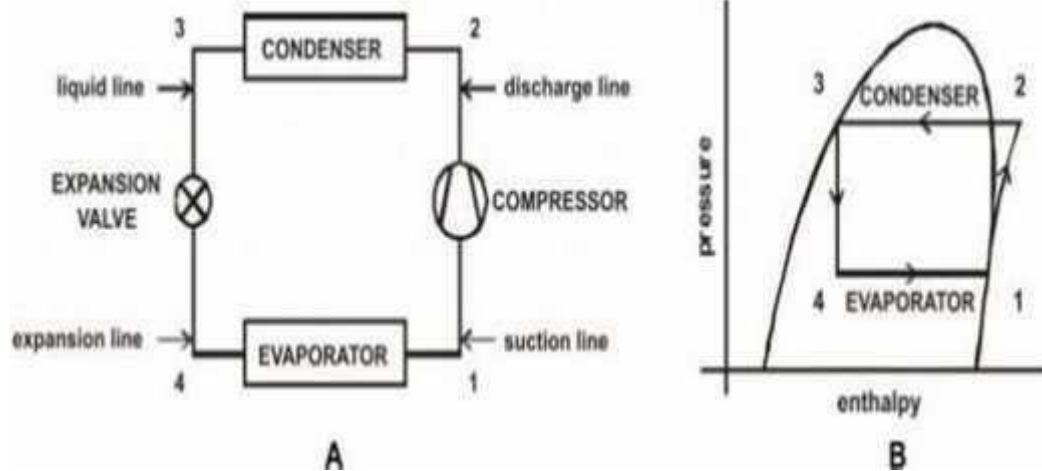 3
CONDENSER
2
liquid line
discharge line
EXPANSION
VALVE
COMPRESSOR
expansion line
EVAPORATOR
suction line
4
1
A
3
CONDENSER
2
pressure
4
EVAPORATOR
1
enthalpy
B